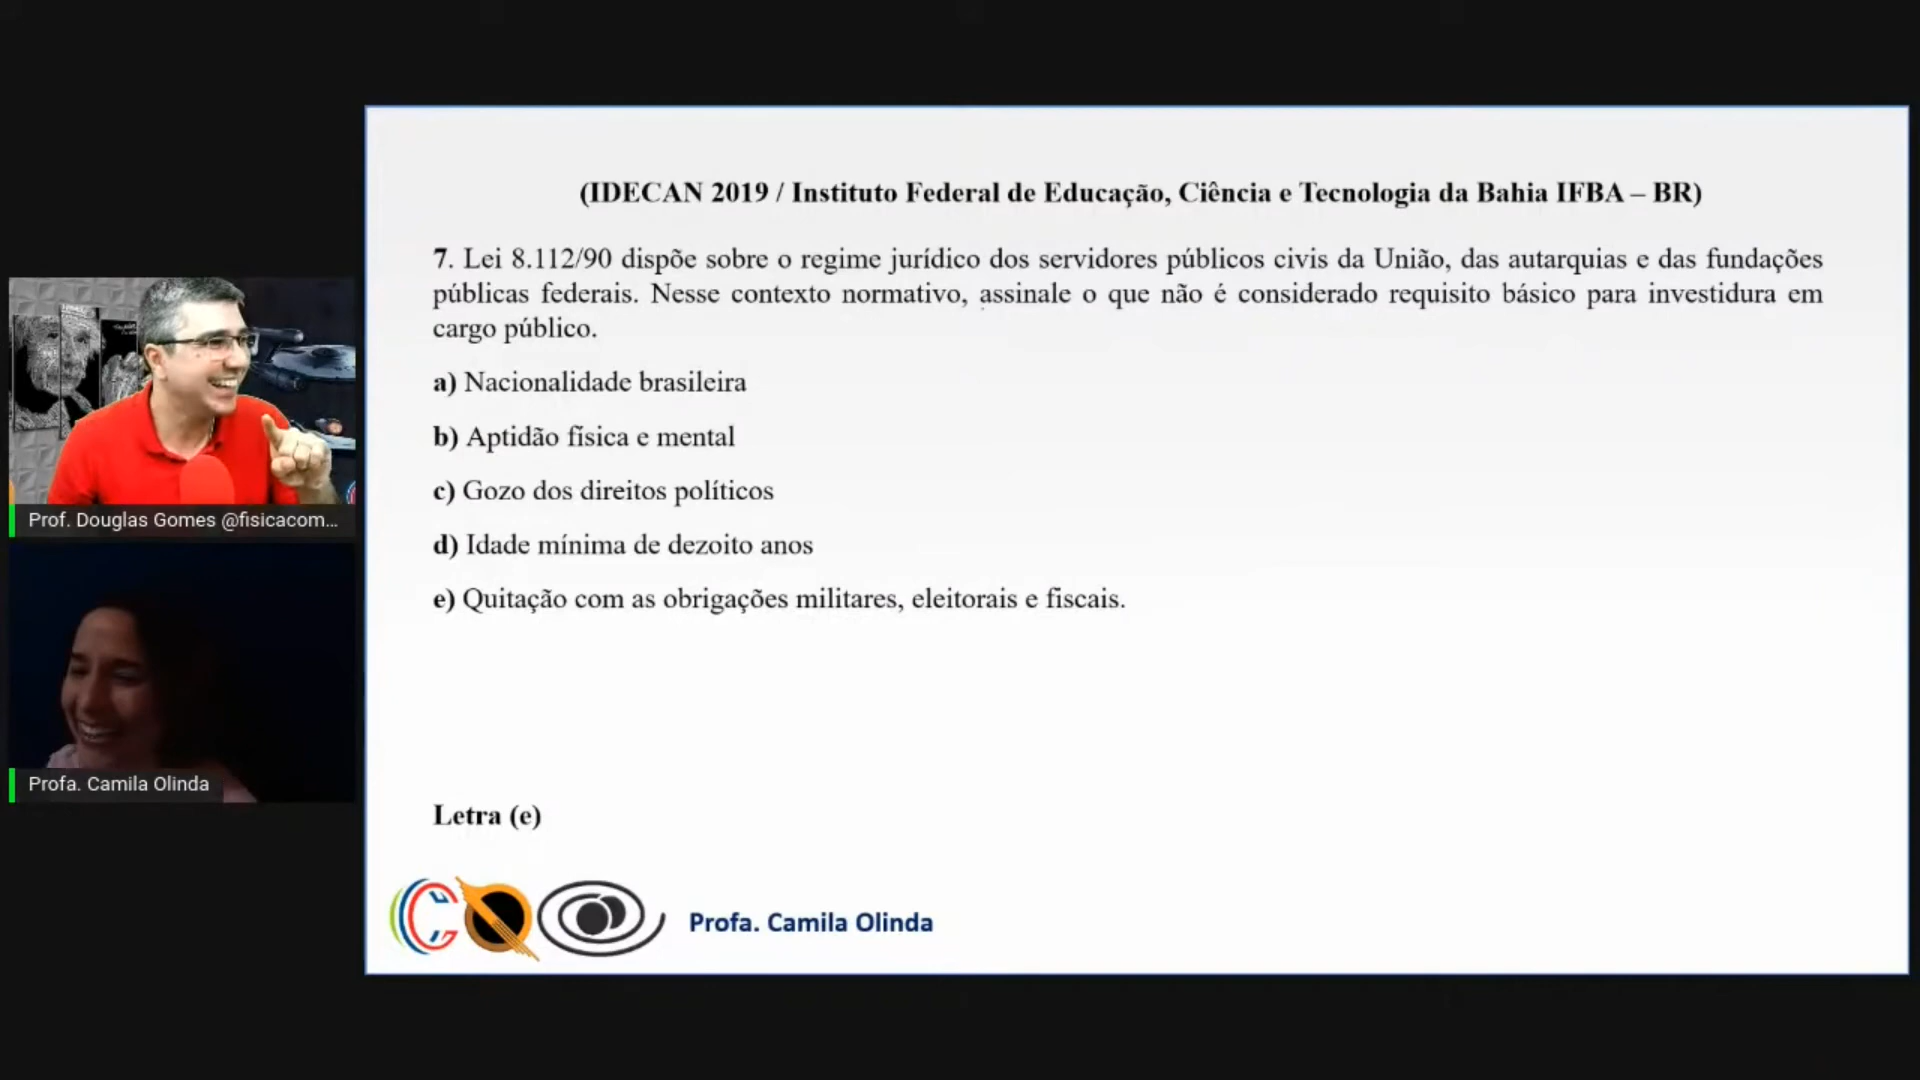 (IDECAN 2019 / Instituto Federal de Educação, Ciência e Tecnologia da Bahia IFBA – BR)
7. Lei 8.112/90 dispõe sobre o regime jurídico dos servidores públicos civis da União, das autarquias e das fundações
públicas federais. Nesse contexto normativo, assinale o que não é considerado requisito básico para investidura em
cargo público.
a) Nacionalidade brasileira
b) Aptidão física e mental
c) Gozo dos direitos políticos
d) Idade mínima de dezoito anos
e) Quitação com as obrigações militares, eleitorais e fiscais.
Letra (e)
Profa. Camila Olinda
Prof. Douglas Gomes @fisicacom...
Profa. Camila Olinda